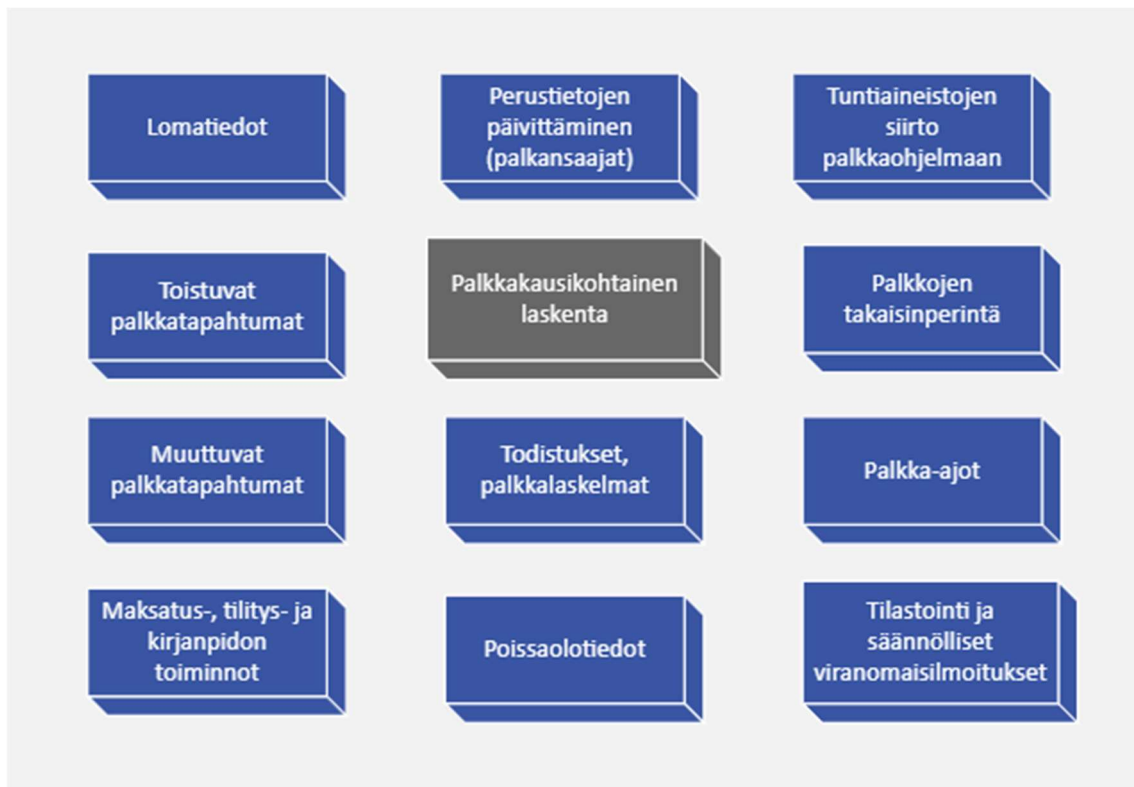 Lomatiedot
Perustietojen
päivittäminen
(palkansaajat)
Tuntiaineistojen
siirto
palkkaohjelmaan
Toistuvat
palkkatapahtumat
Palkkakausikohtainen
laskenta
Palkkojen
takaisinperintä
Muuttuvat
palkkatapahtumat
Todistukset,
palkkalaskelmat
Palkka-ajot
Maksatus-, tilitys- ja
kirjanpidon
toiminnot
Poissaolotiedot
Tilastointi ja
säännölliset
viranomaisilmoitukset